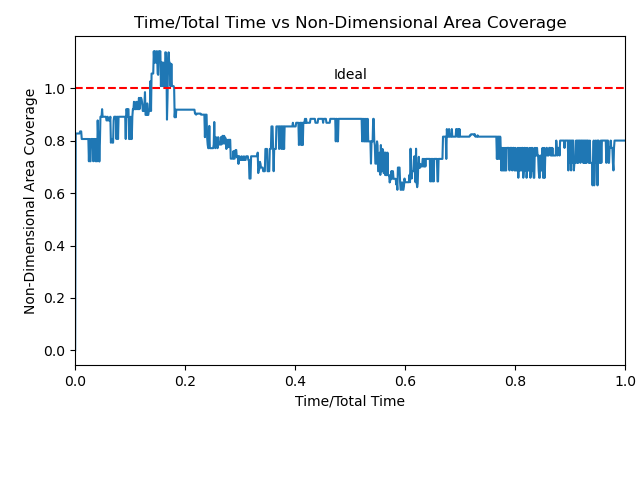 Time/Total Time vs Non-Dimensional Area Coverage
Non-Dimensional Area Coverage
1.0
0.8
0.6
0.4
0.2
0.0
Ideal
0.0 0.2 0.4 0.6 0.8 1.0
Time/Total Time